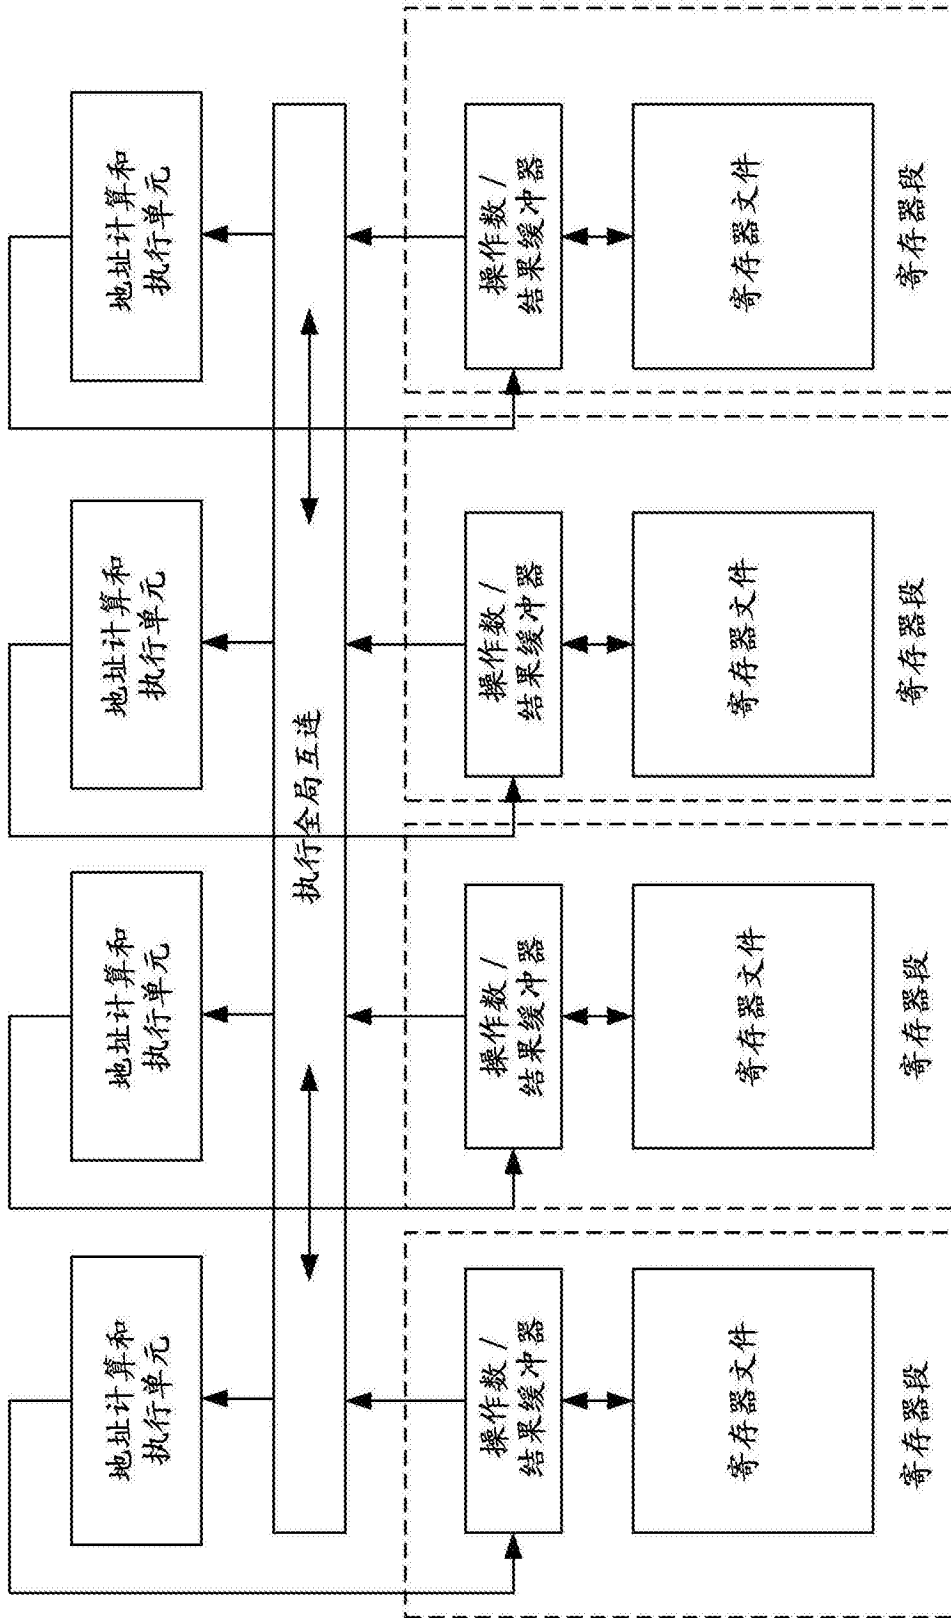 地址计算和
执行单元
地址计算和
执行单元
地址计算和
执行单元
地址计算和
执行单元
执行全局互连
操作数/
结果缓冲器
操作数/
结果缓冲器
操作数/
结果缓冲器
操作数/
结果缓冲器
寄存器文件
寄存器文件
寄存器文件
寄存器文件
寄存器段
寄存器段
寄存器段
寄存器段